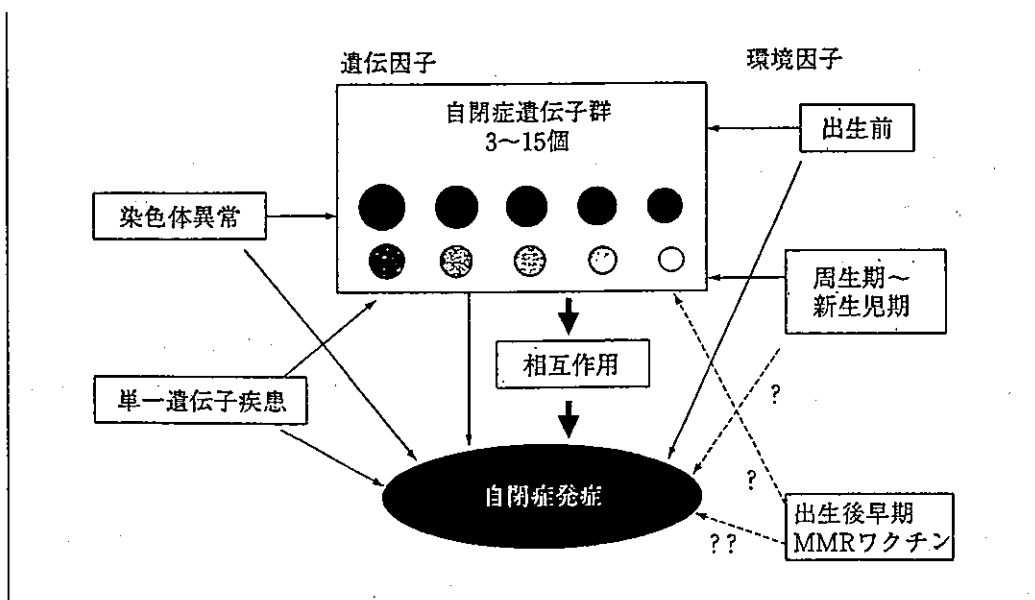 遺伝因子
環境因子
自閉症遺伝子群
3〜15個
出生前
染色体異常
周生期〜
新生児期
相互作用
単一遺伝子疾患
?
?
自閉症発症
出生後早期
MMRワクチン
??